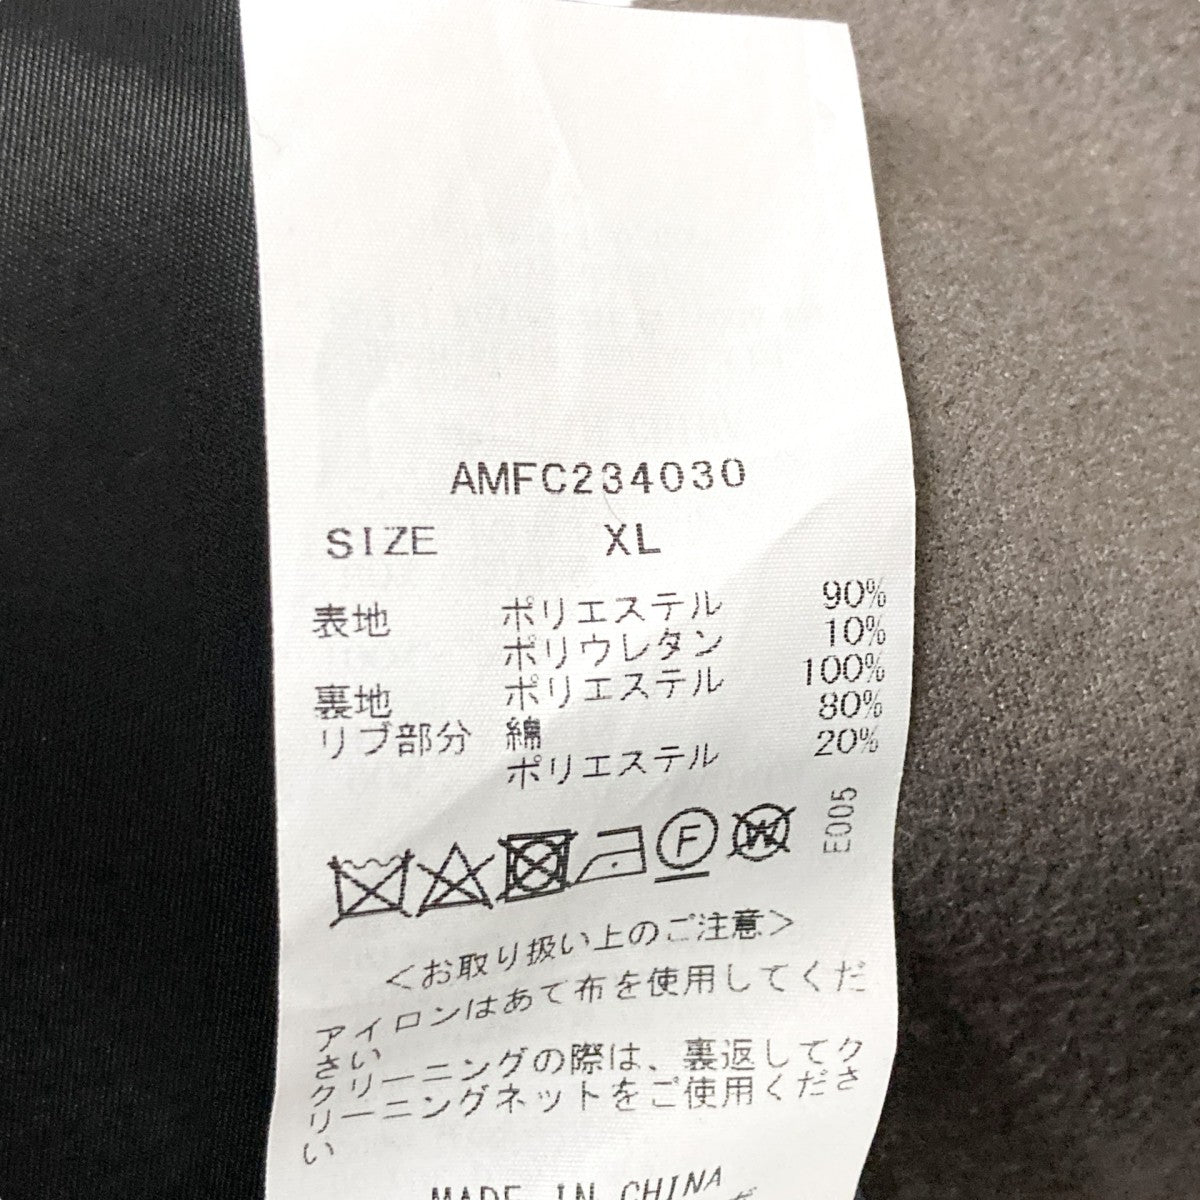 AMFC234030
SIZE XL
表地 ポリエステル 90%
ポリウレタン 10%
裏地 ポリエステル 100%
リブ部分 綿 80%
ポリエステル 20%
F W E005
<お取り扱い上のご注意>
アイロンはあて布を使用してくだ
さい
クリーニングの際は、裏返してク
リーニングネットをご使用くださ
い
MADE IN CHINA